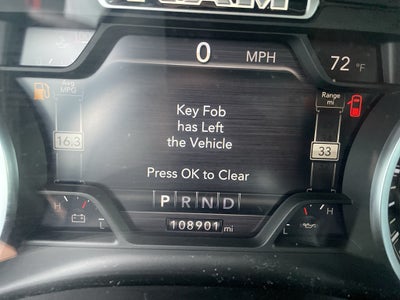 RAM
0 MPH
72 °F
Avg
MPG
Range
mi
Key Fob
has Left
the Vehicle
16.3
33
Press OK to Clear
P R N D
H
H
108901 mi
L